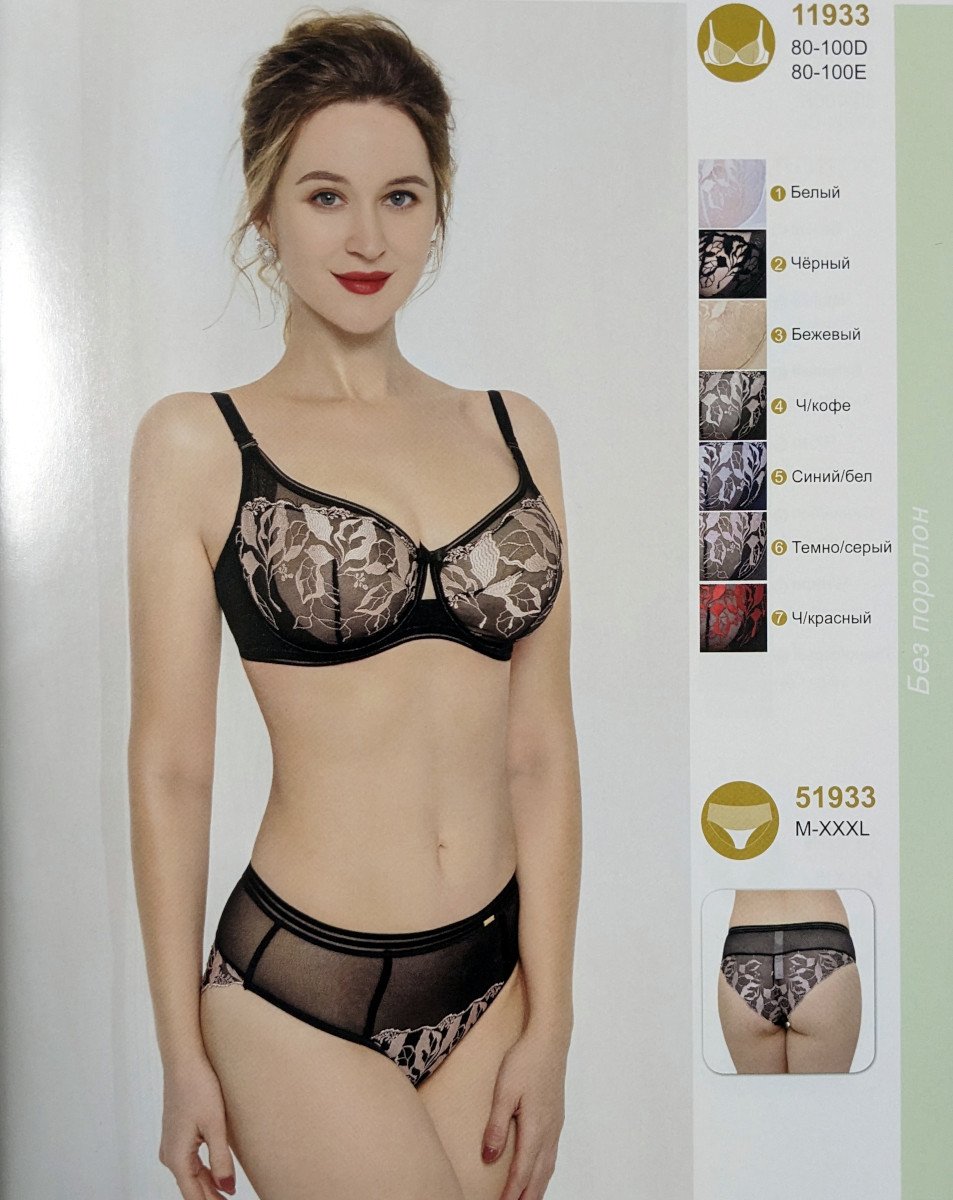 11933
80-100D
80-100E
1 Белый
2 Чёрный
3 Бежевый
4 Ч/кофе
5 Синий/бел
6 Темно/серый
7 Ч/красный
Без поролон
51933
M-XXXL